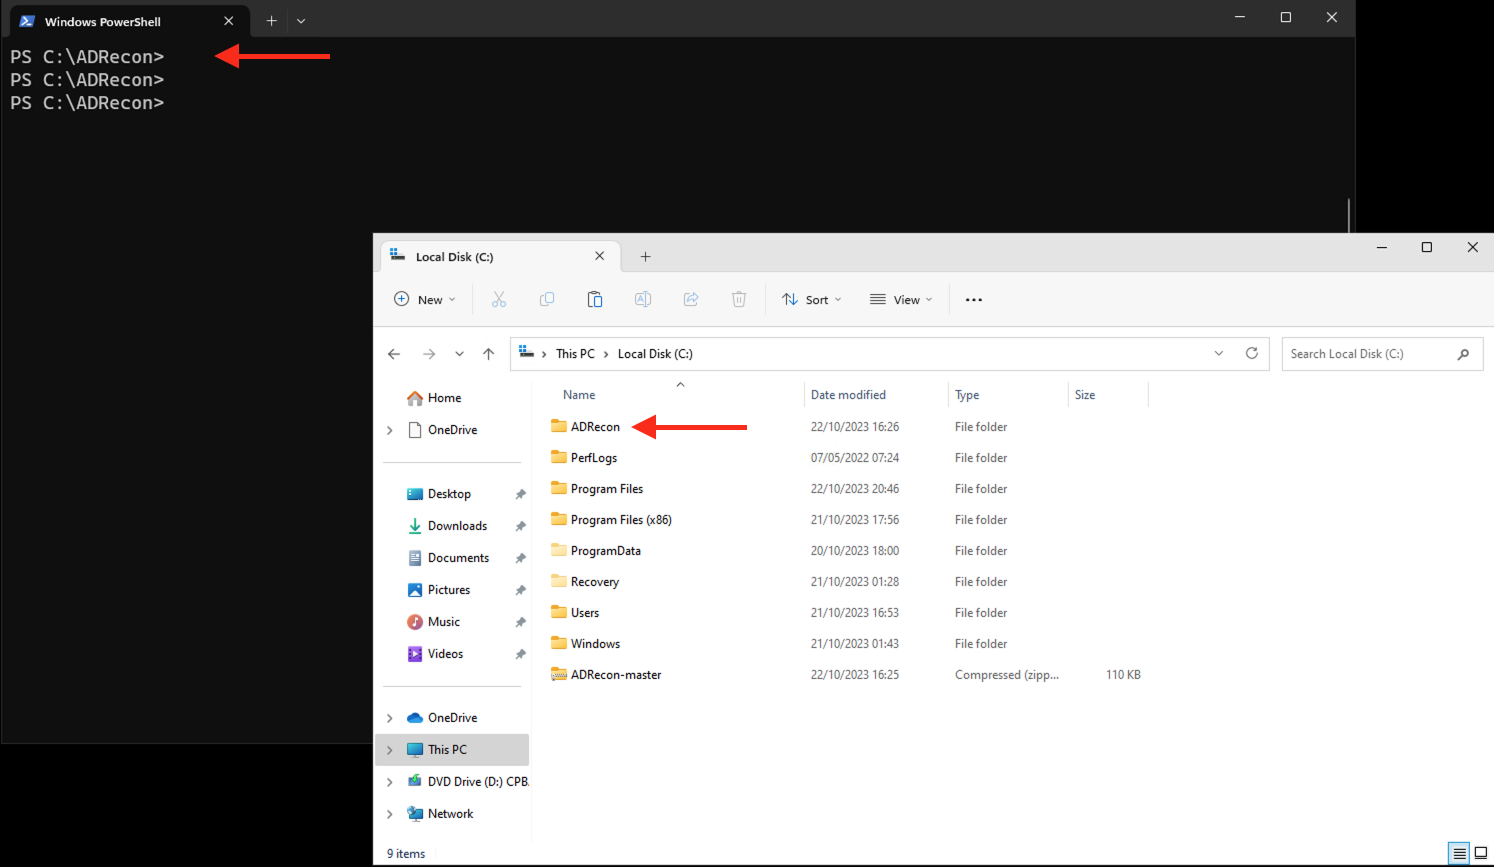 Windows PowerShell
PS C:\ADRecon>
PS C:\ADRecon>
PS C:\ADRecon>
Local Disk (C:)
New
Sort
View
This PC > Local Disk (C:)
Search Local Disk (C:)
Name Date modified Type Size
Home
OneDrive
Desktop
Downloads
Documents
Pictures
Music
Videos
OneDrive
This PC
DVD Drive (D:) CPB
Network
ADRecon 22/10/2023 16:26 File folder
PerfLogs 07/05/2022 07:24 File folder
Program Files 22/10/2023 20:46 File folder
Program Files (x86) 21/10/2023 17:56 File folder
ProgramData 20/10/2023 18:00 File folder
Recovery 21/10/2023 01:28 File folder
Users 21/10/2023 16:53 File folder
Windows 21/10/2023 01:43 File folder
ADRecon-master 22/10/2023 16:25 Compressed (zipp... 110 KB
9 items